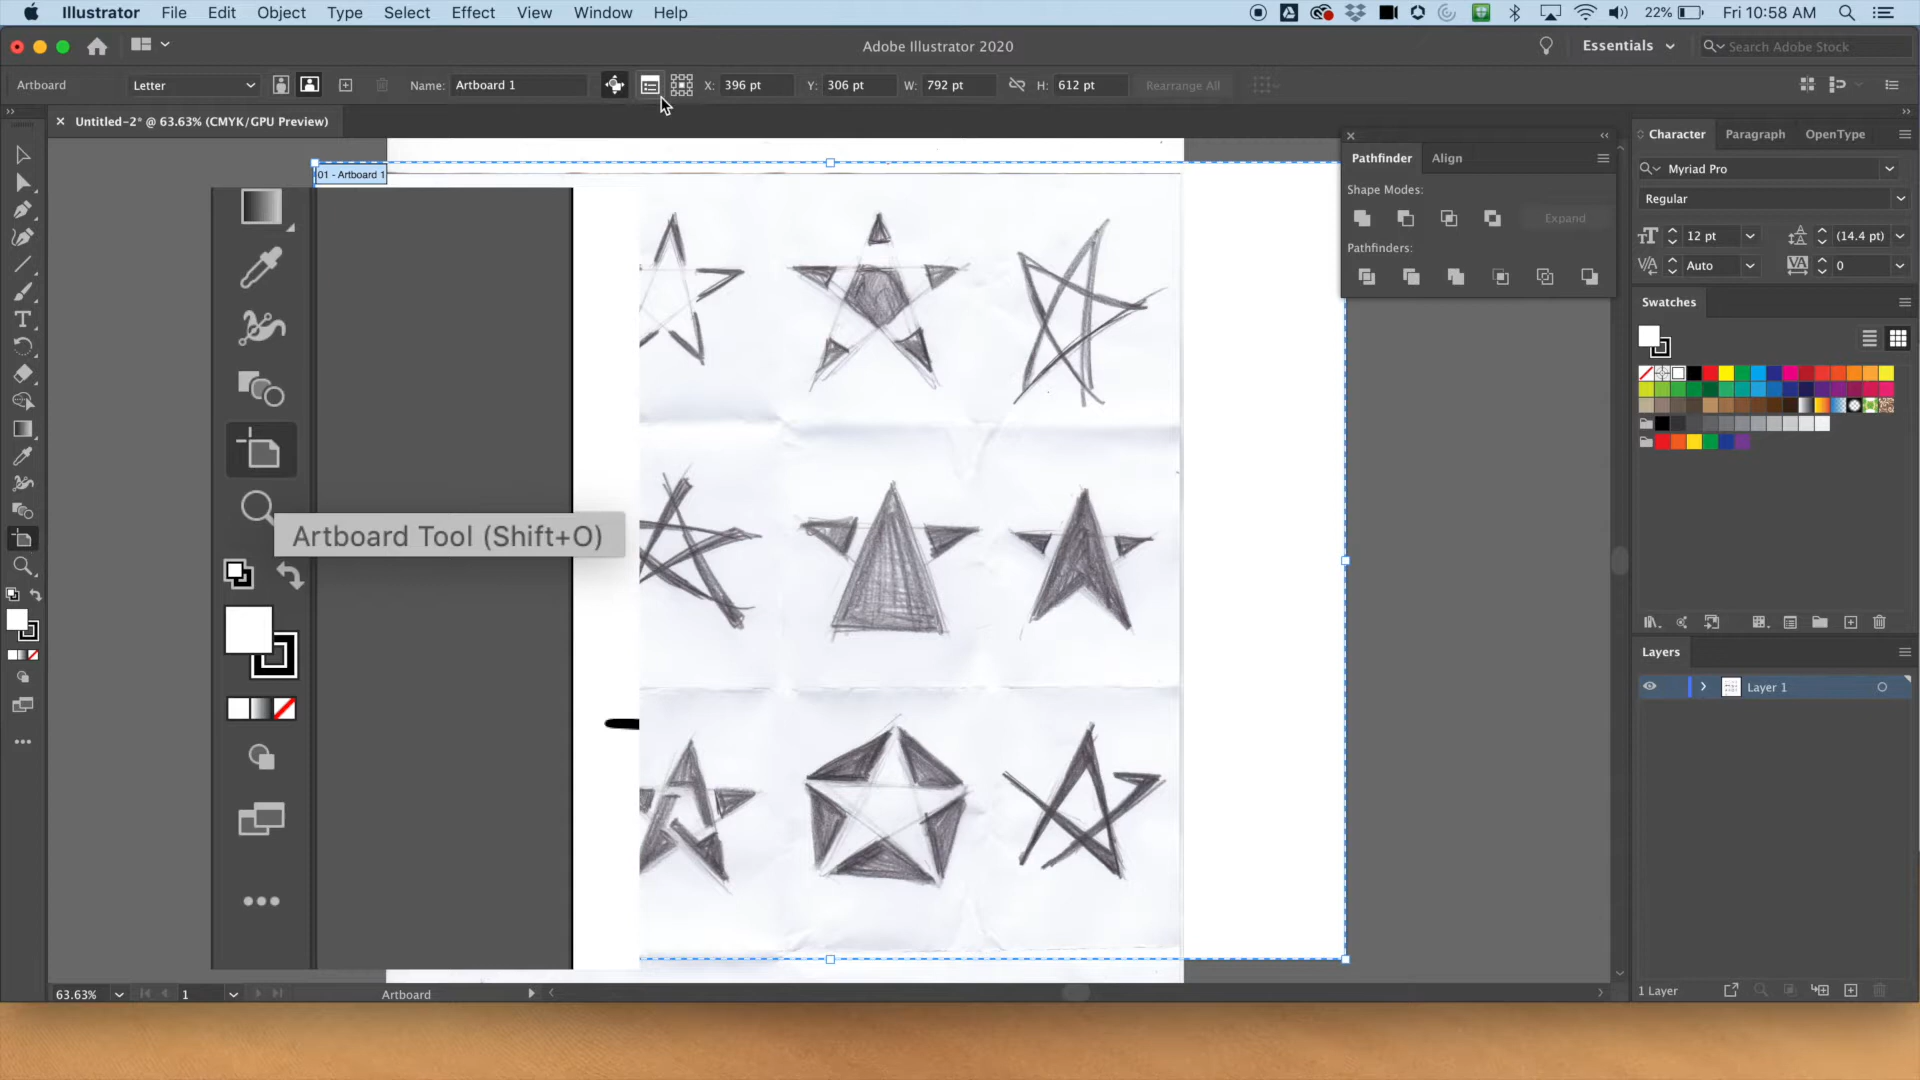 Illustrator File Edit Object Type Select Effect View Window Help 22% Fri 10:58 AM
Adobe Illustrator 2020 Essentials Search Adobe Stock
Artboard Letter Name: Artboard 1 X: 396 pt Y: 306 pt W: 792 pt H: 612 pt Rearrange All
Untitled-2* @ 63.63% (CMYK/GPU Preview)
01 - Artboard 1
Pathfinder Align
Shape Modes:
Expand
Pathfinders:
Character Paragraph OpenType
Myriad Pro
Regular
12 pt (14.4 pt)
Auto 0
Swatches
Artboard Tool (Shift+O)
Layers
Layer 1
1 Layer
63.63% 1 Artboard